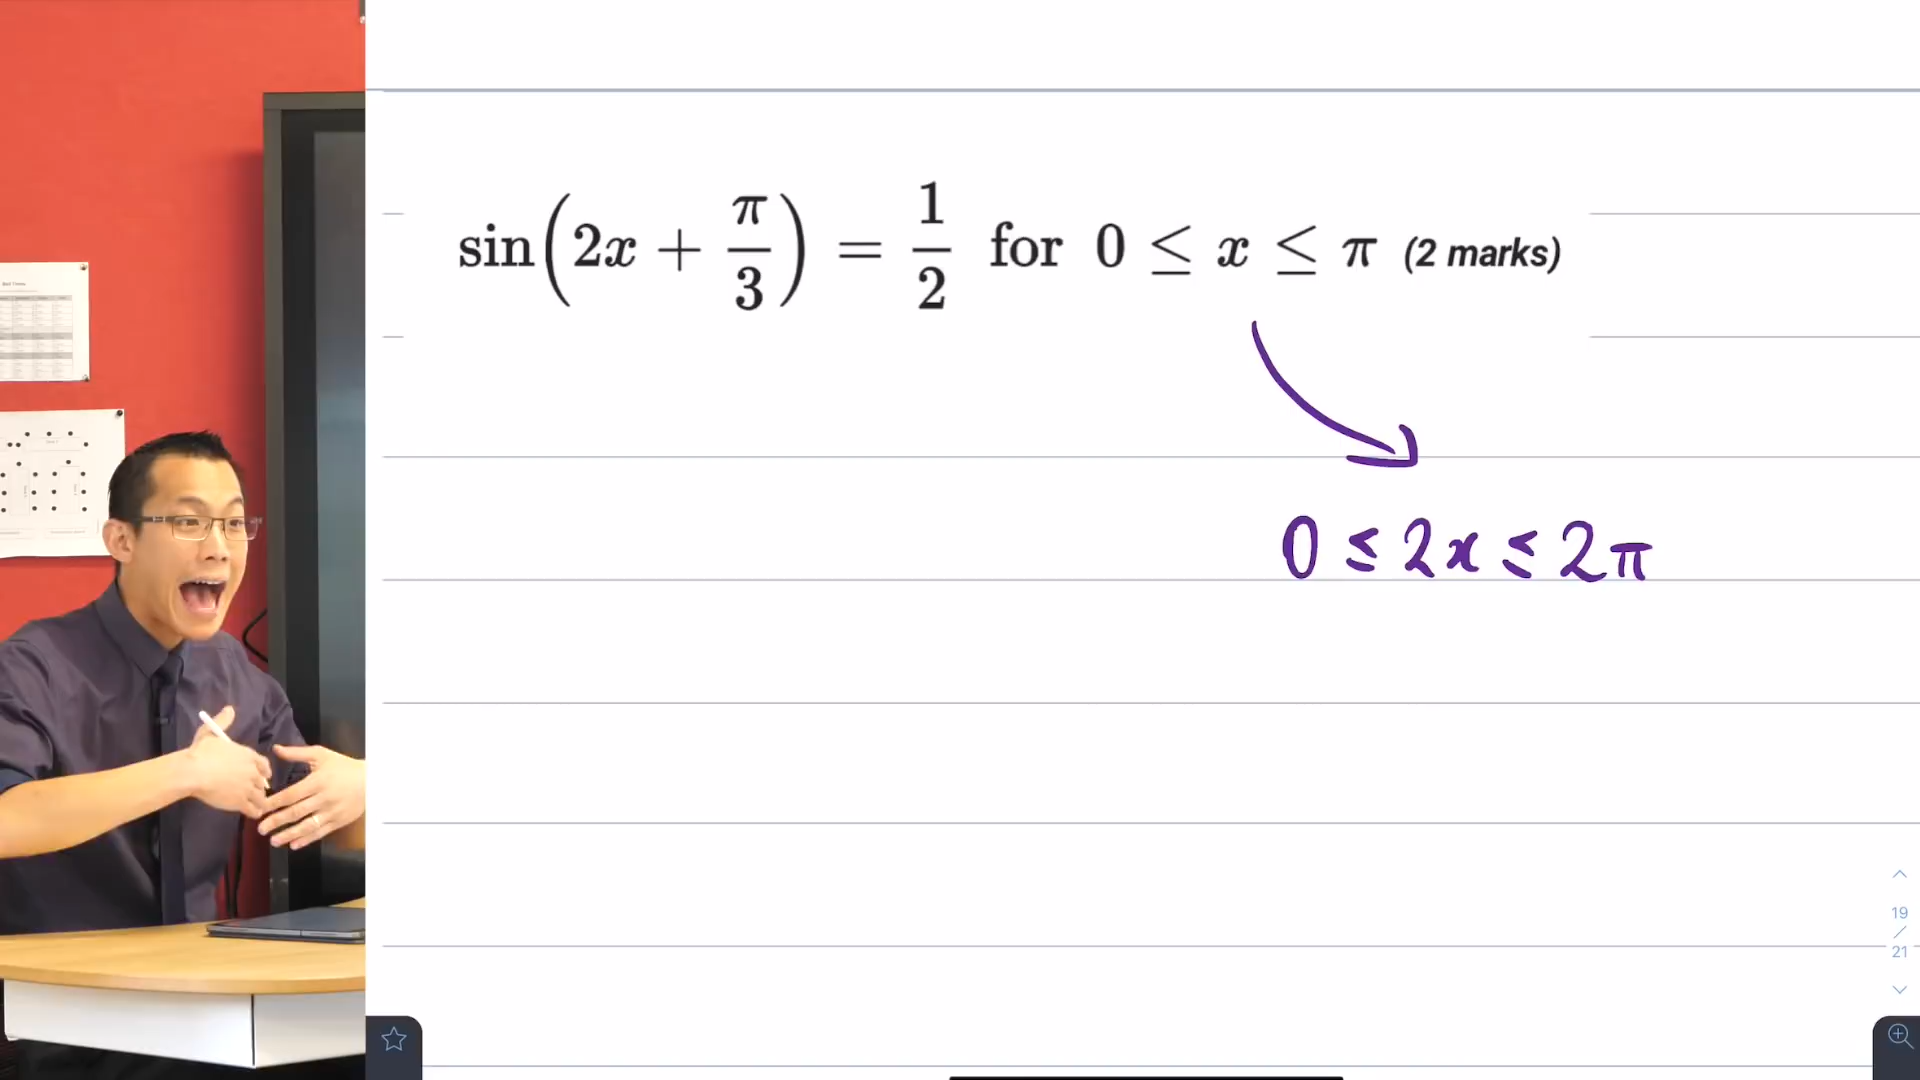 sin(2x + π/3) = 1/2 for 0 ≤ x ≤ π (2 marks)
0 ≤ 2x ≤ 2π
19
/
21